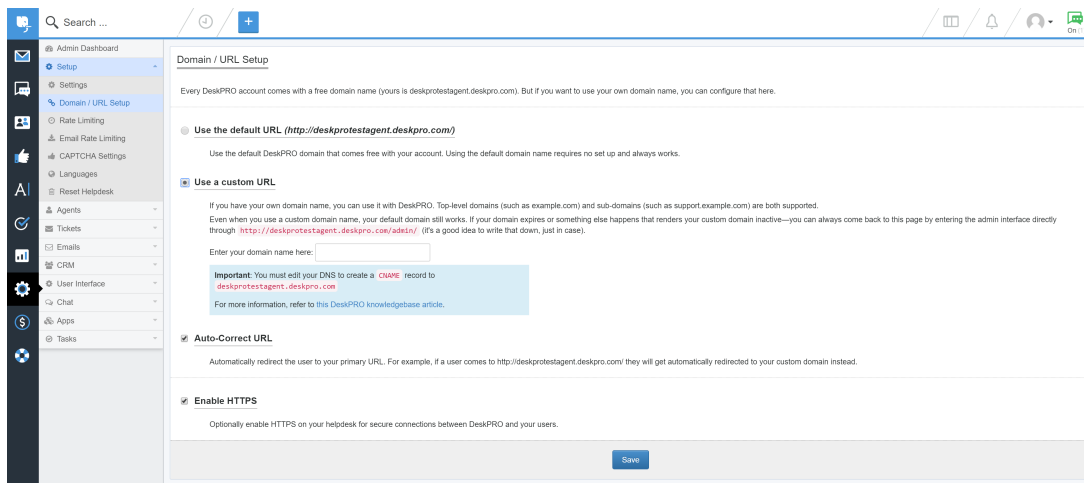 Search ...
+
On
Admin Dashboard
Setup
Settings
Domain / URL Setup
Rate Limiting
Email Rate Limiting
CAPTCHA Settings
Languages
Reset Helpdesk
Agents
Tickets
Emails
CRM
User Interface
Chat
Apps
Tasks
Domain / URL Setup
Every DeskPRO account comes with a free domain name (yours is deskprotestagent.deskpro.com). But if you want to use your own domain name, you can configure that here.
Use the default URL (http://deskprotestagent.deskpro.com/)
Use the default DeskPRO domain that comes free with your account. Using the default domain name requires no set up and always works.
Use a custom URL
If you have your own domain name, you can use it with DeskPRO. Top-level domains (such as example.com) and sub-domains (such as support.example.com) are both supported.
Even when you use a custom domain name, your default domain still works. If your domain expires or something else happens that renders your custom domain inactive—you can always come back to this page by entering the admin interface directly
through http://deskprotestagent.deskpro.com/admin/ (it's a good idea to write that down, just in case).
Enter your domain name here:
Important: You must edit your DNS to create a CNAME record to
deskprotestagent.deskpro.com
For more information, refer to this DeskPRO knowledgebase article.
Auto-Correct URL
Automatically redirect the user to your primary URL. For example, if a user comes to http://deskprotestagent.deskpro.com/ they will get automatically redirected to your custom domain instead.
Enable HTTPS
Optionally enable HTTPS on your helpdesk for secure connections between DeskPRO and your users.
Save